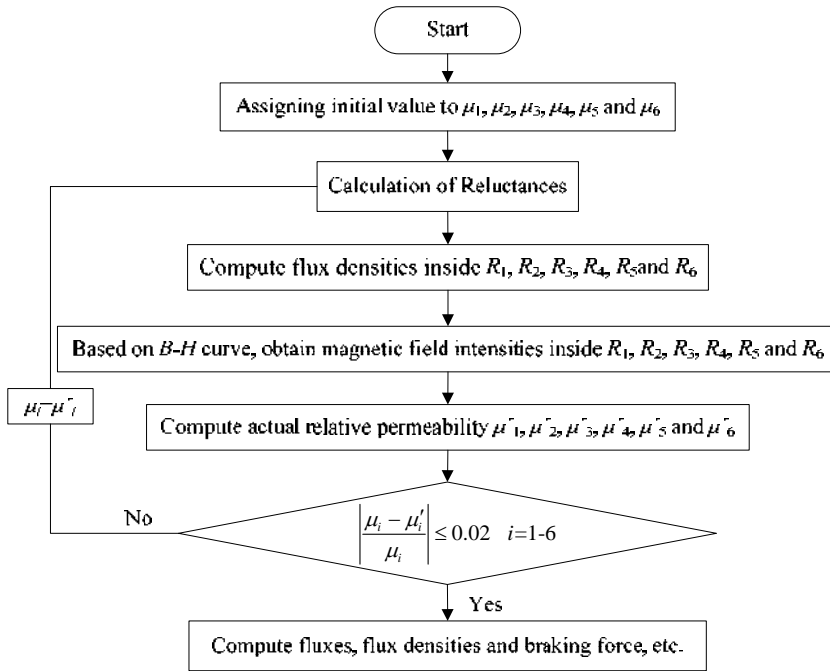 Start
Assigning initial value to μ1, μ2, μ3, μ4, μ5 and μ6
Calculation of Reluctances
Compute flux densities inside R1, R2, R3, R4, R5and R6
Based on B-H curve, obtain magnetic field intensities inside R1, R2, R3, R4, R5 and R6
μi=μ'i
Compute actual relative permeability μ'1, μ'2, μ'3, μ'4, μ'5 and μ'6
No
|(μi − μ'i)/μi| ≤ 0.02 i=1-6
Yes
Compute fluxes, flux densities and braking force, etc.